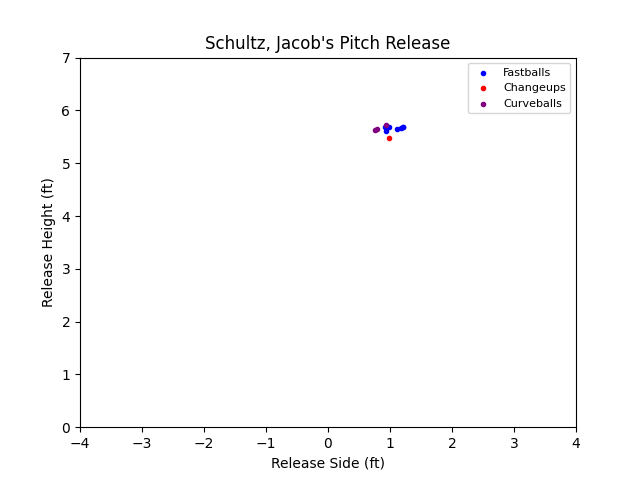 Schultz, Jacob's Pitch Release
Fastballs
Changeups
Curveballs
Release Height (ft)
7
6
5
4
3
2
1
0
−4 −3 −2 −1 0 1 2 3 4
Release Side (ft)